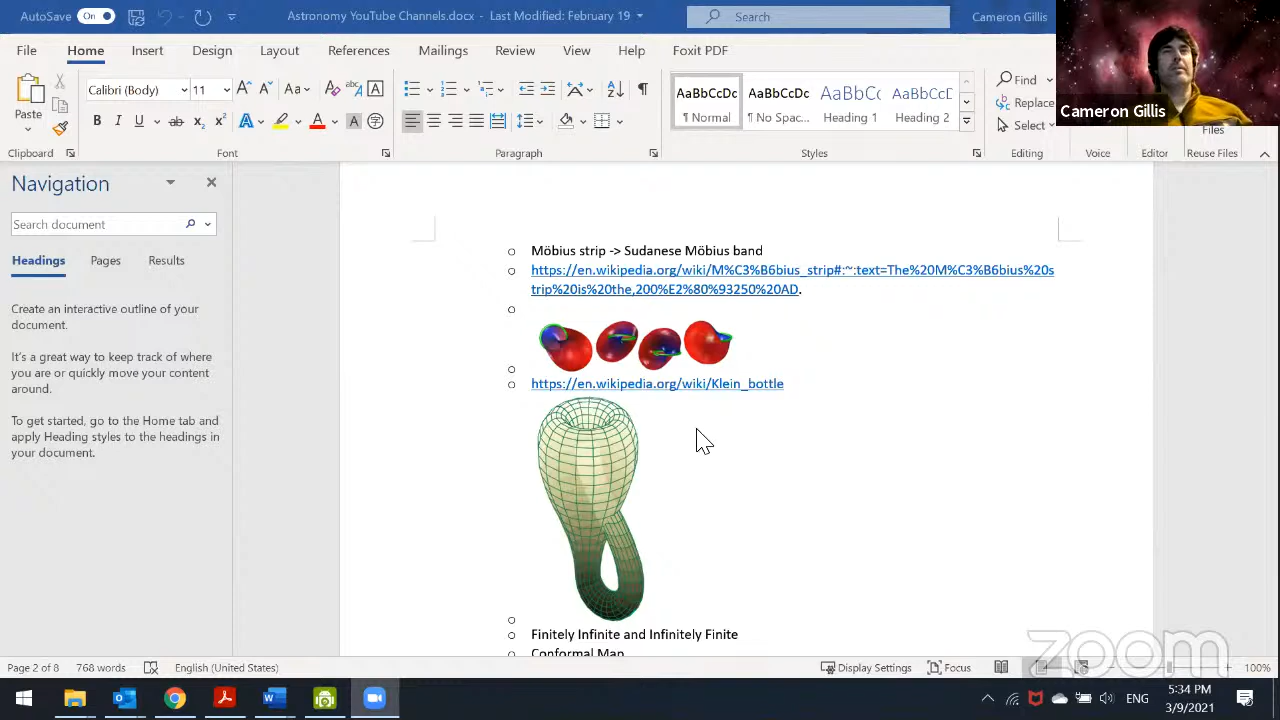 AutoSave On
Astronomy YouTube Channels.docx - Last Modified: February 19
Search
Cameron Gillis
File Home Insert Design Layout References Mailings Review View Help Foxit PDF
Cameron Gillis
Paste
Calibri (Body) 11
AaBbCcDc AaBbCcDc AaBbCc AaBbCcD
¶ Normal ¶ No Spac... Heading 1 Heading 2
Find
Replace
Select
Files
Clipboard Font Paragraph Styles Editing Voice Editor Reuse Files
Navigation
Search document
Headings Pages Results
Create an interactive outline of your
document.
It's a great way to keep track of where
you are or quickly move your content
around.
To get started, go to the Home tab and
apply Heading styles to the headings in
your document.
Möbius strip -> Sudanese Möbius band
https://en.wikipedia.org/wiki/M%C3%B6bius_strip#:~:text=The%20M%C3%B6bius%20s
trip%20is%20the,200%E2%80%93250%20AD.
https://en.wikipedia.org/wiki/Klein_bottle
Finitely Infinite and Infinitely Finite
Conformal Map
zoom
Page 2 of 8 768 words English (United States) Display Settings Focus 100%
ENG
5:34 PM
3/9/2021